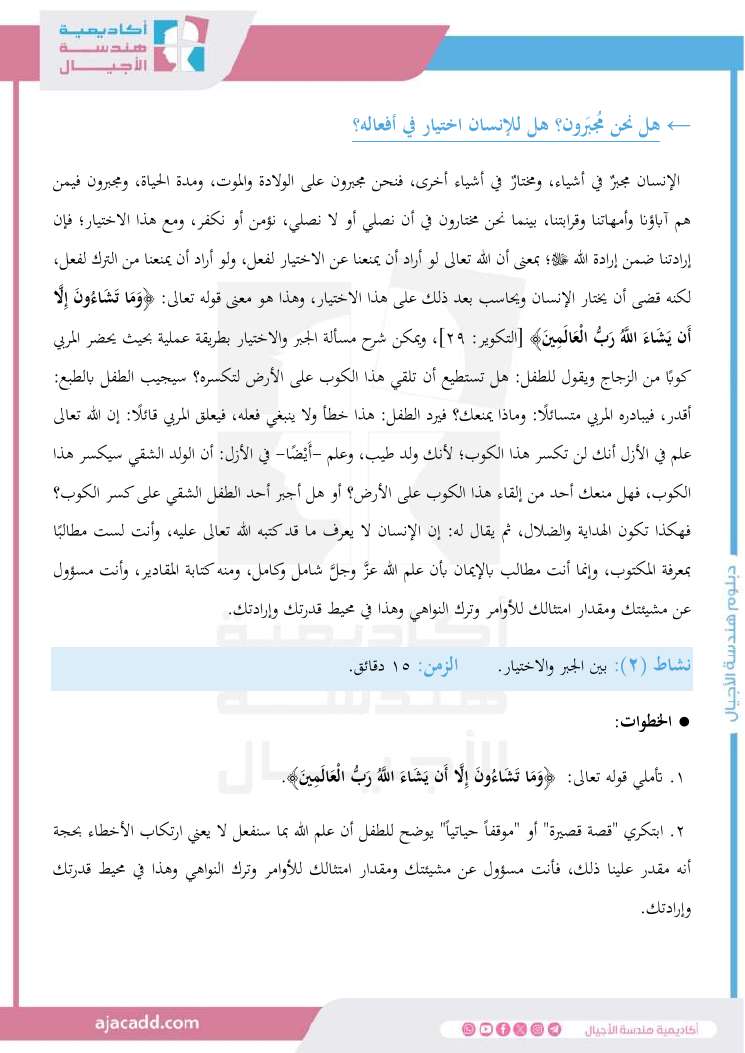 أكاديمية
هندسة
الأجيال
← هل نحن مُجبَرون؟ هل للإنسان اختيار في أفعاله؟
الإنسان مجبرٌ في أشياء، ومختارٌ في أشياء أخرى، فنحن مجبرون على الولادة والموت، ومدة الحياة، ومجبرون فيمن
هم آباؤنا وأمهاتنا وقرابتنا، بينما نحن مختارون في أن نصلي أو لا نصلي، نؤمن أو نكفر، ومع هذا الاختيار؛ فإن
إرادتنا ضمن إرادة الله ﷻ؛ بمعنى أن الله تعالى لو أراد أن يمنعنا عن الاختيار لفعل، ولو أراد أن يمنعنا من الترك لفعل،
لكنه قضى أن يختار الإنسان ويحاسب بعد ذلك على هذا الاختيار، وهذا هو معنى قوله تعالى: ﴿وَمَا تَشَاءُونَ إِلَّا
أَن يَشَاءَ اللَّهُ رَبُّ الْعَالَمِينَ﴾ [التكوير: ٢٩]، ويمكن شرح مسألة الجبر والاختيار بطريقة عملية بحيث يحضر المربي
كوبًا من الزجاج ويقول للطفل: هل تستطيع أن تلقي هذا الكوب على الأرض لتكسره؟ سيجيب الطفل بالطبع:
أقدر، فيبادره المربي متسائلًا: وماذا يمنعك؟ فيرد الطفل: هذا خطأ ولا ينبغي فعله، فيعلق المربي قائلًا: إن الله تعالى
علم في الأزل أنك لن تكسر هذا الكوب؛ لأنك ولد طيب، وعلم –أَيْضًا– في الأزل: أن الولد الشقي سيكسر هذا
الكوب، فهل منعك أحد من إلقاء هذا الكوب على الأرض؟ أو هل أجبر أحد الطفل الشقي على كسر الكوب؟
فهكذا تكون الهداية والضلال، ثم يقال له: إن الإنسان لا يعرف ما قد كتبه الله تعالى عليه، وأنت لست مطالبًا
بمعرفة المكتوب، وإنما أنت مطالب بالإيمان بأن علم الله عزَّ وجلَّ شامل وكامل، ومنه كتابة المقادير، وأنت مسؤول
عن مشيئتك ومقدار امتثالك للأوامر وترك النواهي وهذا في محيط قدرتك وإرادتك.
نشاط (٢): بين الجبر والاختيار. الزمن: ١٥ دقائق.
● الخطوات:
١. تأملي قوله تعالى: ﴿وَمَا تَشَاءُونَ إِلَّا أَن يَشَاءَ اللَّهُ رَبُّ الْعَالَمِينَ﴾.
٢. ابتكري "قصة قصيرة" أو "موقفاً حياتياً" يوضح للطفل أن علم الله بما سنفعل لا يعني ارتكاب الأخطاء بحجة
أنه مقدر علينا ذلك، فأنت مسؤول عن مشيئتك ومقدار امتثالك للأوامر وترك النواهي وهذا في محيط قدرتك
وإرادتك.
أكاديمية
هندسة
الأجيال
دبلوم هندسة الأجيال
أكاديمية هندسة الأجيال
ajacadd.com